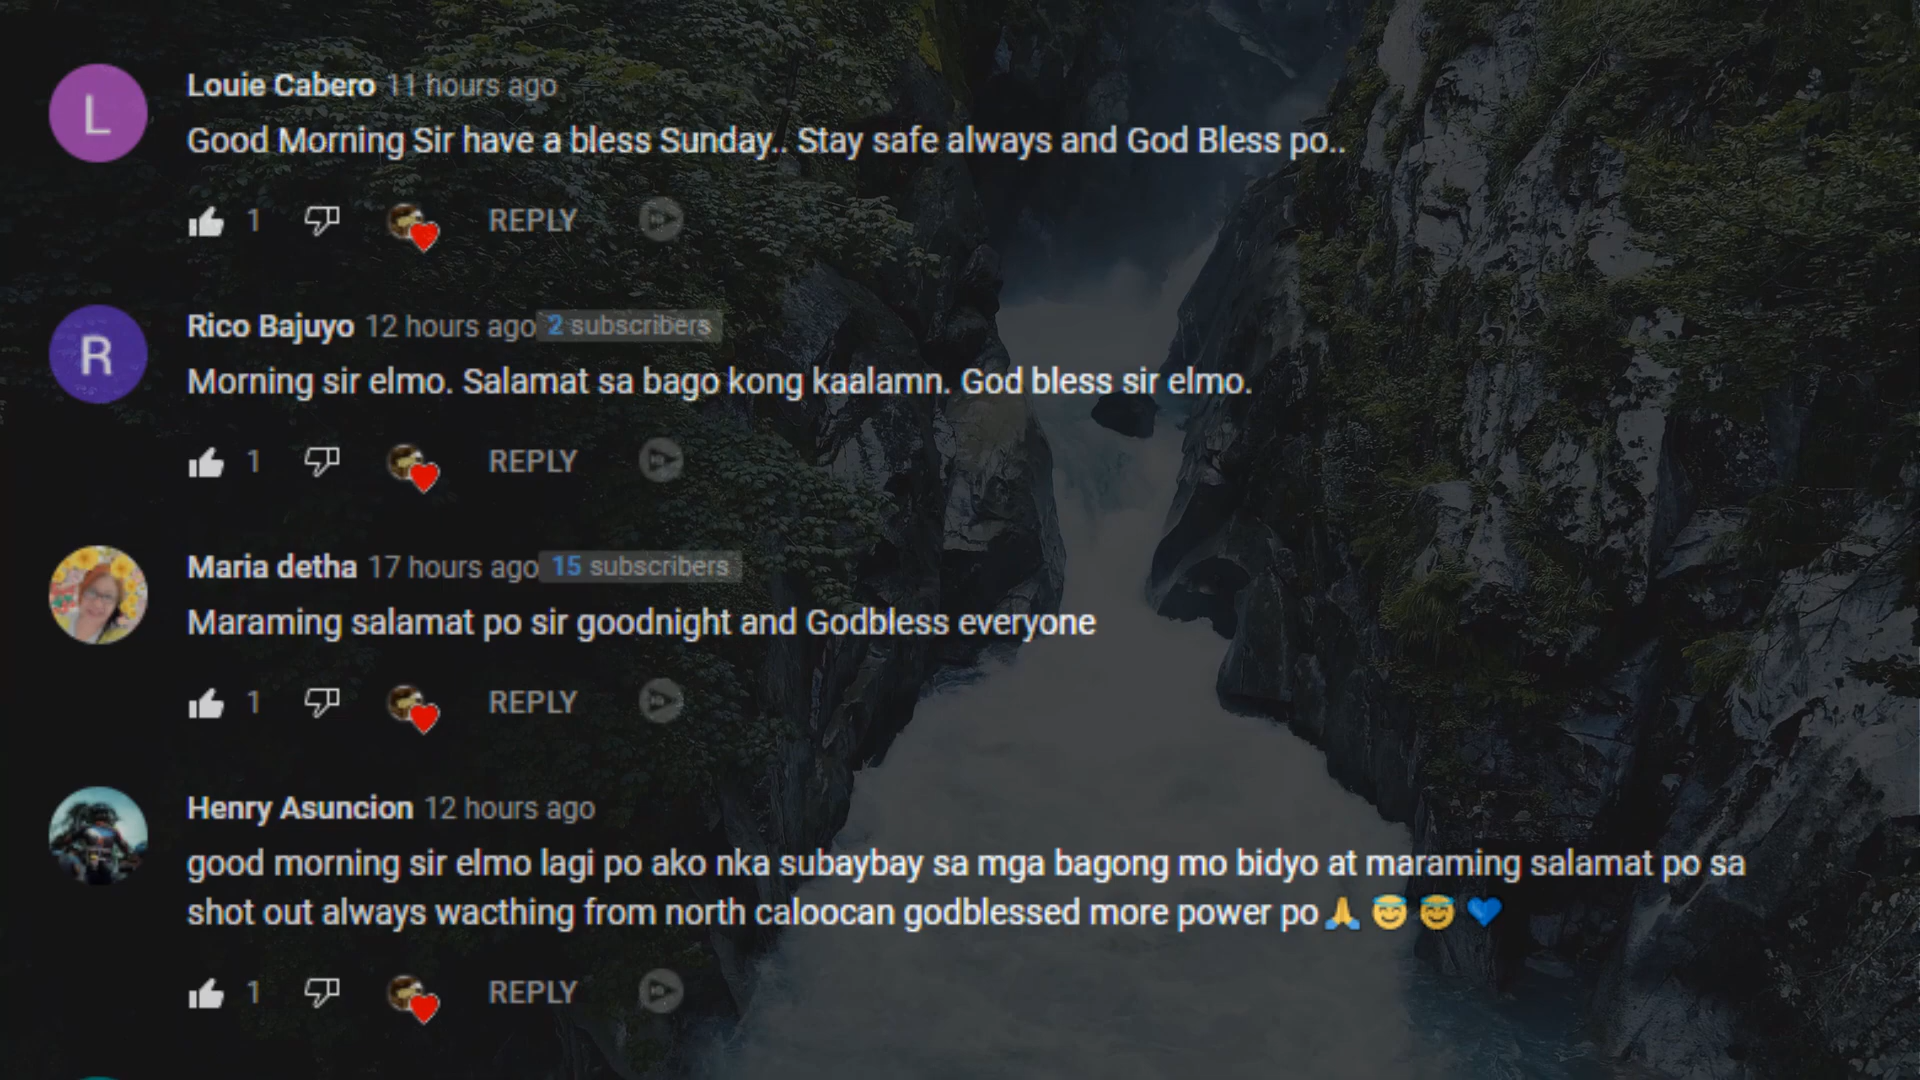 L
Louie Cabero 11 hours ago
Good Morning Sir have a bless Sunday.. Stay safe always and God Bless po..
1 REPLY
R
Rico Bajuyo 12 hours ago 2 subscribers
Morning sir elmo. Salamat sa bago kong kaalamn. God bless sir elmo.
1 REPLY
Maria detha 17 hours ago 15 subscribers
Maraming salamat po sir goodnight and Godbless everyone
1 REPLY
Henry Asuncion 12 hours ago
good morning sir elmo lagi po ako nka subaybay sa mga bagong mo bidyo at maraming salamat po sa
shot out always wacthing from north caloocan godblessed more power po🙏😇😇💙
1 REPLY